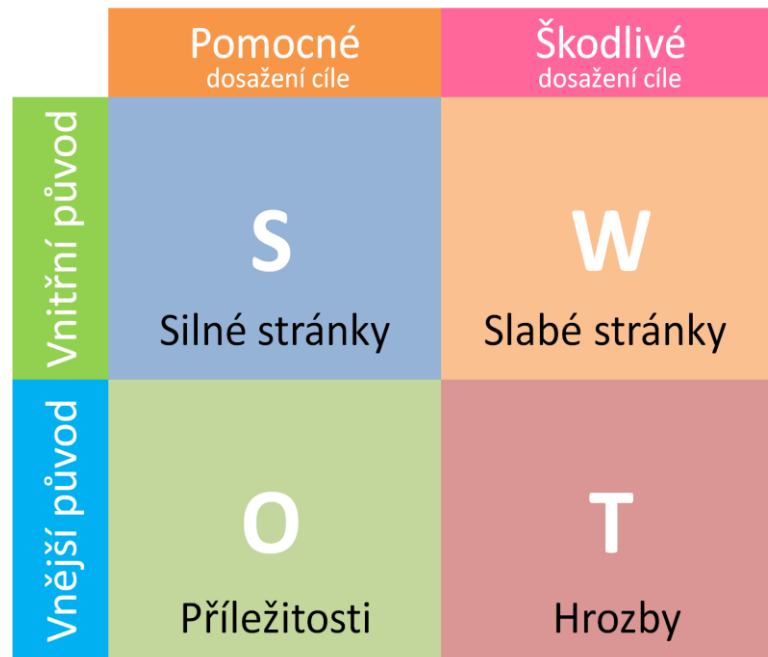 Pomocné
dosažení cíle
Škodlivé
dosažení cíle
Vnitřní původ
S
Silné stránky
W
Slabé stránky
Vnější původ
O
Příležitosti
T
Hrozby